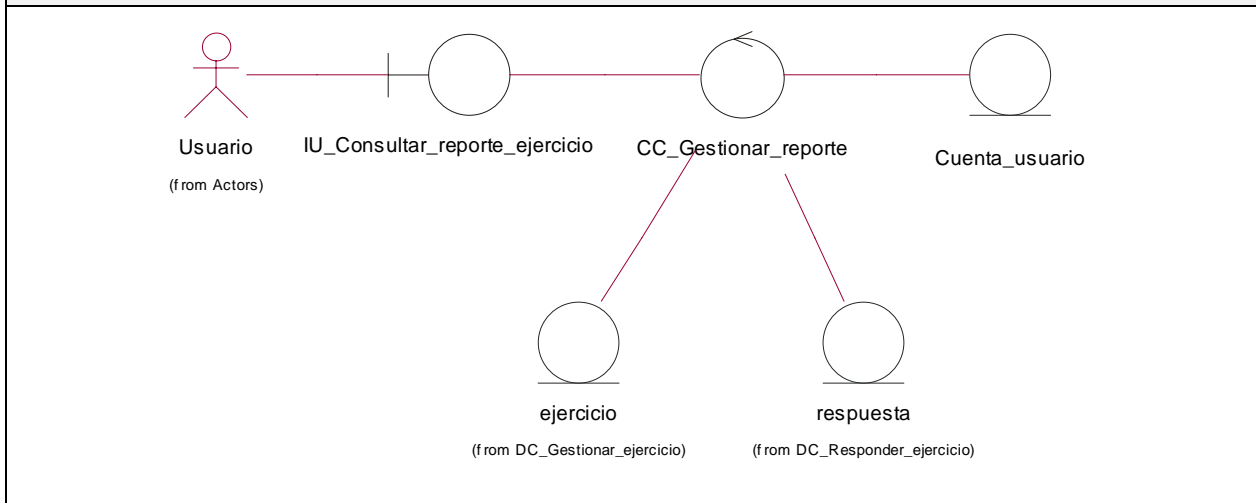 Usuario
(from Actors)
IU_Consultar_reporte_ejercicio
CC_Gestionar_reporte
Cuenta_usuario
ejercicio
(from DC_Gestionar_ejercicio)
respuesta
(from DC_Responder_ejercicio)